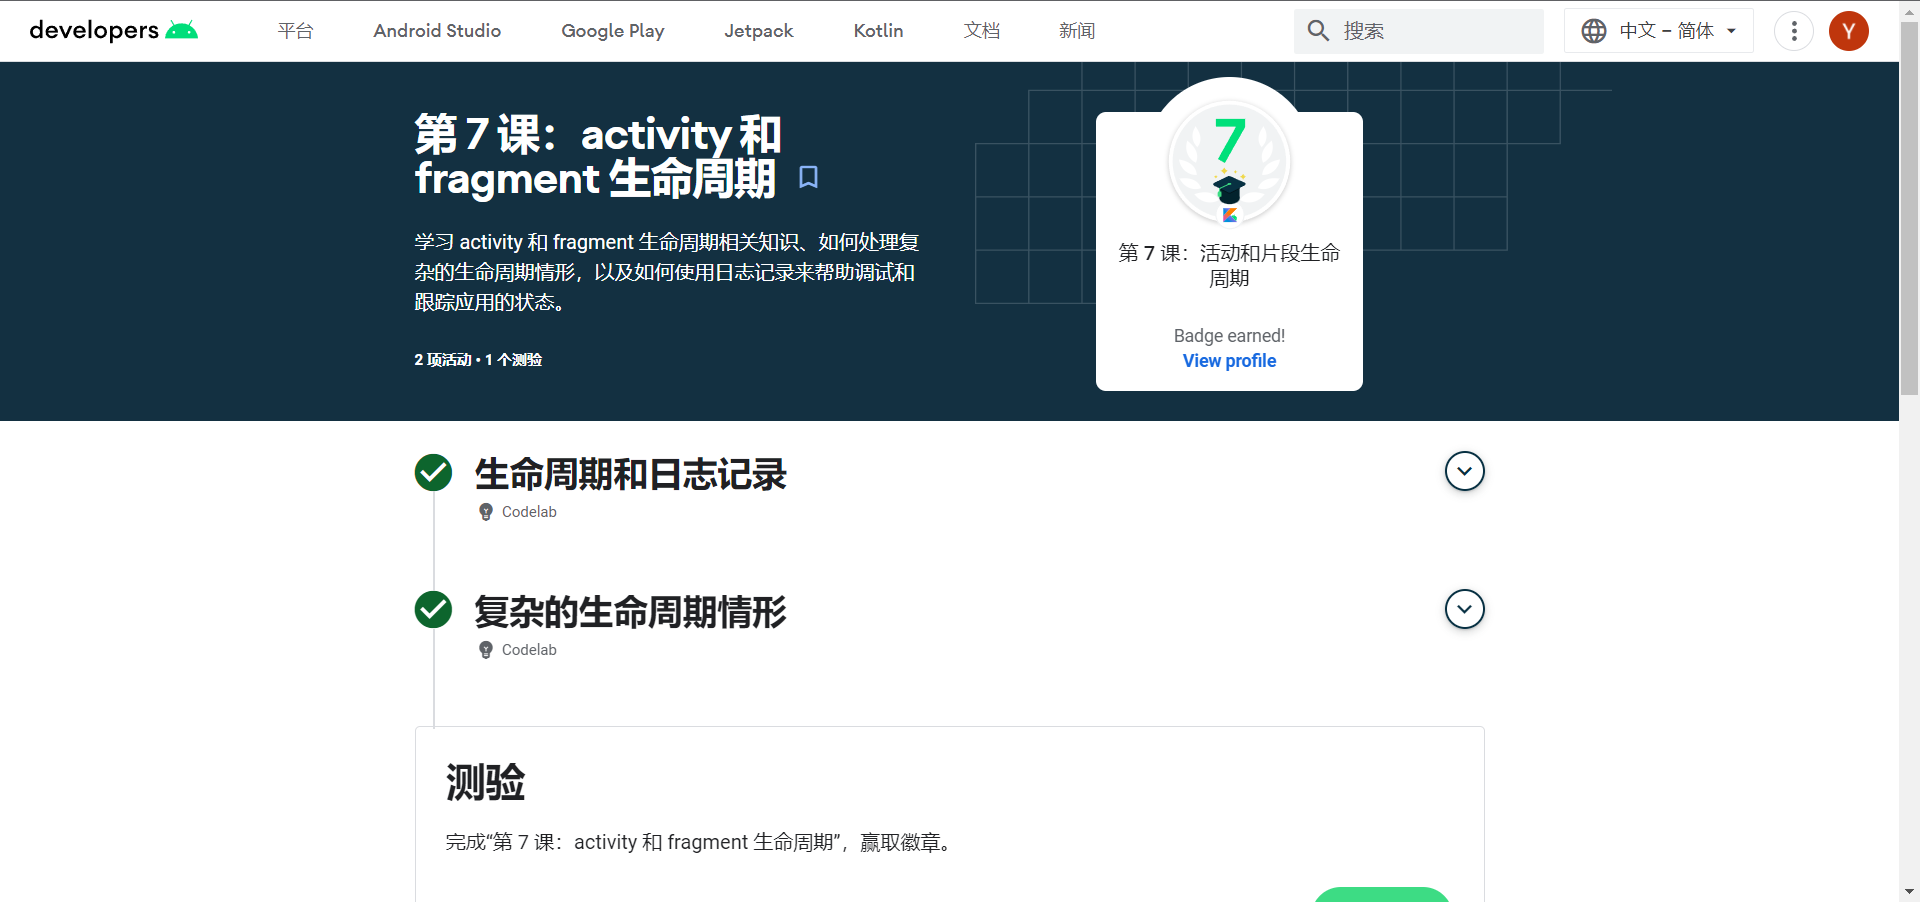 developers
平台
Android Studio
Google Play
Jetpack
Kotlin
文档
新闻
搜索
中文 – 简体
Y
第 7 课：activity 和
fragment 生命周期
学习 activity 和 fragment 生命周期相关知识、如何处理复
杂的生命周期情形，以及如何使用日志记录来帮助调试和
跟踪应用的状态。
2 项活动 • 1 个测验
7
第 7 课：活动和片段生命
周期
Badge earned!
View profile
生命周期和日志记录
Codelab
复杂的生命周期情形
Codelab
测验
完成“第 7 课：activity 和 fragment 生命周期”，赢取徽章。